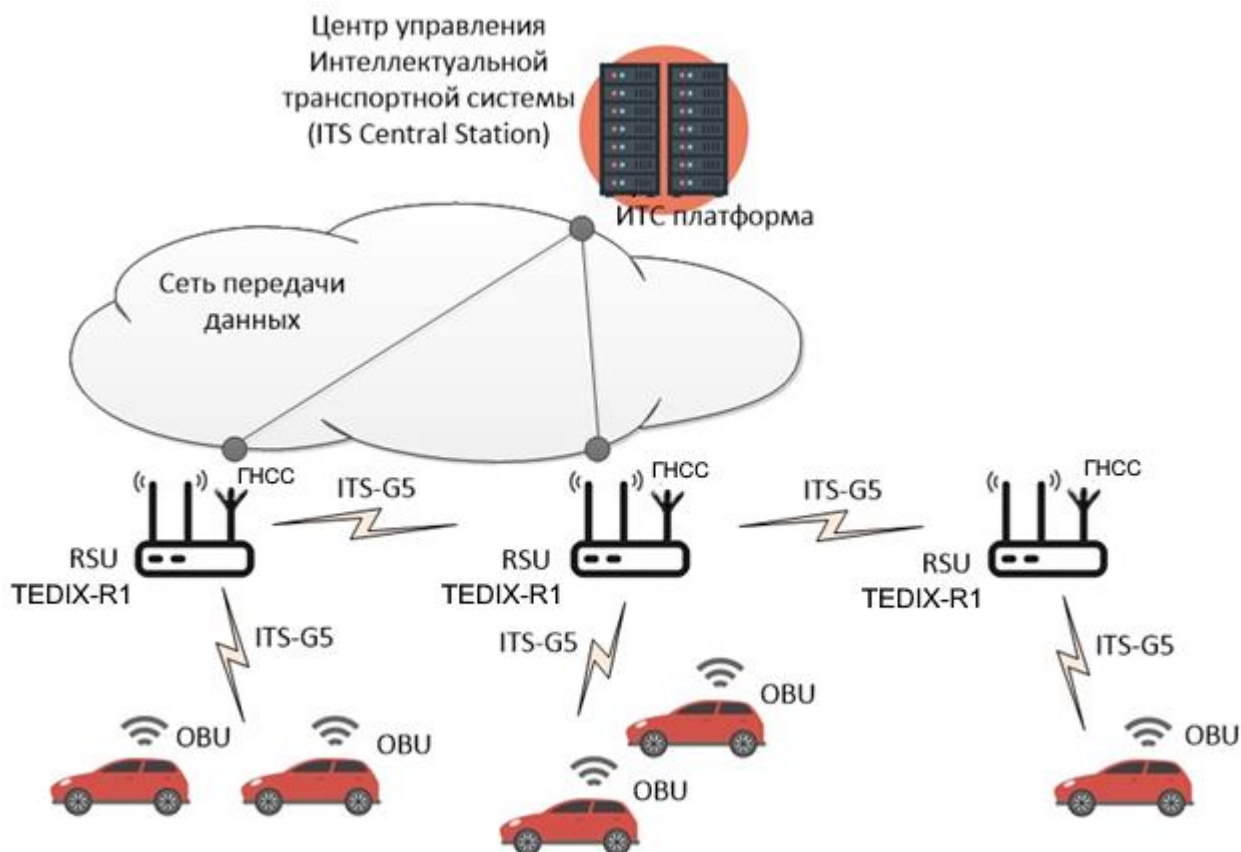 Центр управления
Интеллектуальной
транспортной системы
(ITS Central Station)
ИТС платформа
Сеть передачи
данных
ГНСС
ITS-G5
ГНСС
ITS-G5
ГНСС
RSU
TEDIX-R1
RSU
TEDIX-R1
RSU
TEDIX-R1
ITS-G5
ITS-G5
ITS-G5
OBU
OBU
OBU
OBU
OBU